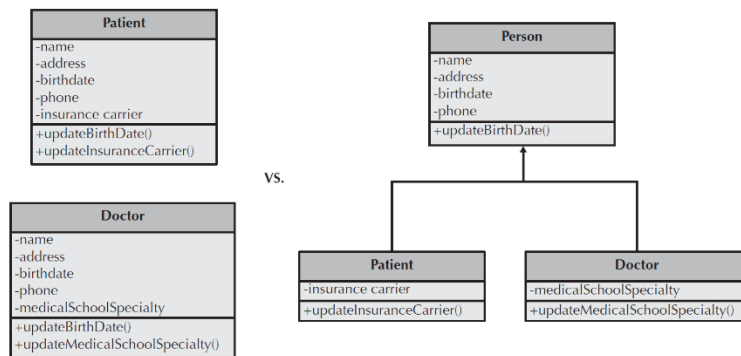 Patient
-name
-address
-birthdate
-phone
-insurance carrier
+updateBirthDate()
+updateInsuranceCarrier()
Doctor
-name
-address
-birthdate
-phone
-medicalSchoolSpecialty
+updateBirthDate()
+updateMedicalSchoolSpecialty()
VS.
Person
-name
-address
-birthdate
-phone
+updateBirthDate()
Patient
-insurance carrier
+updateInsuranceCarrier()
Doctor
-medicalSchoolSpecialty
+updateMedicalSchoolSpecialty()